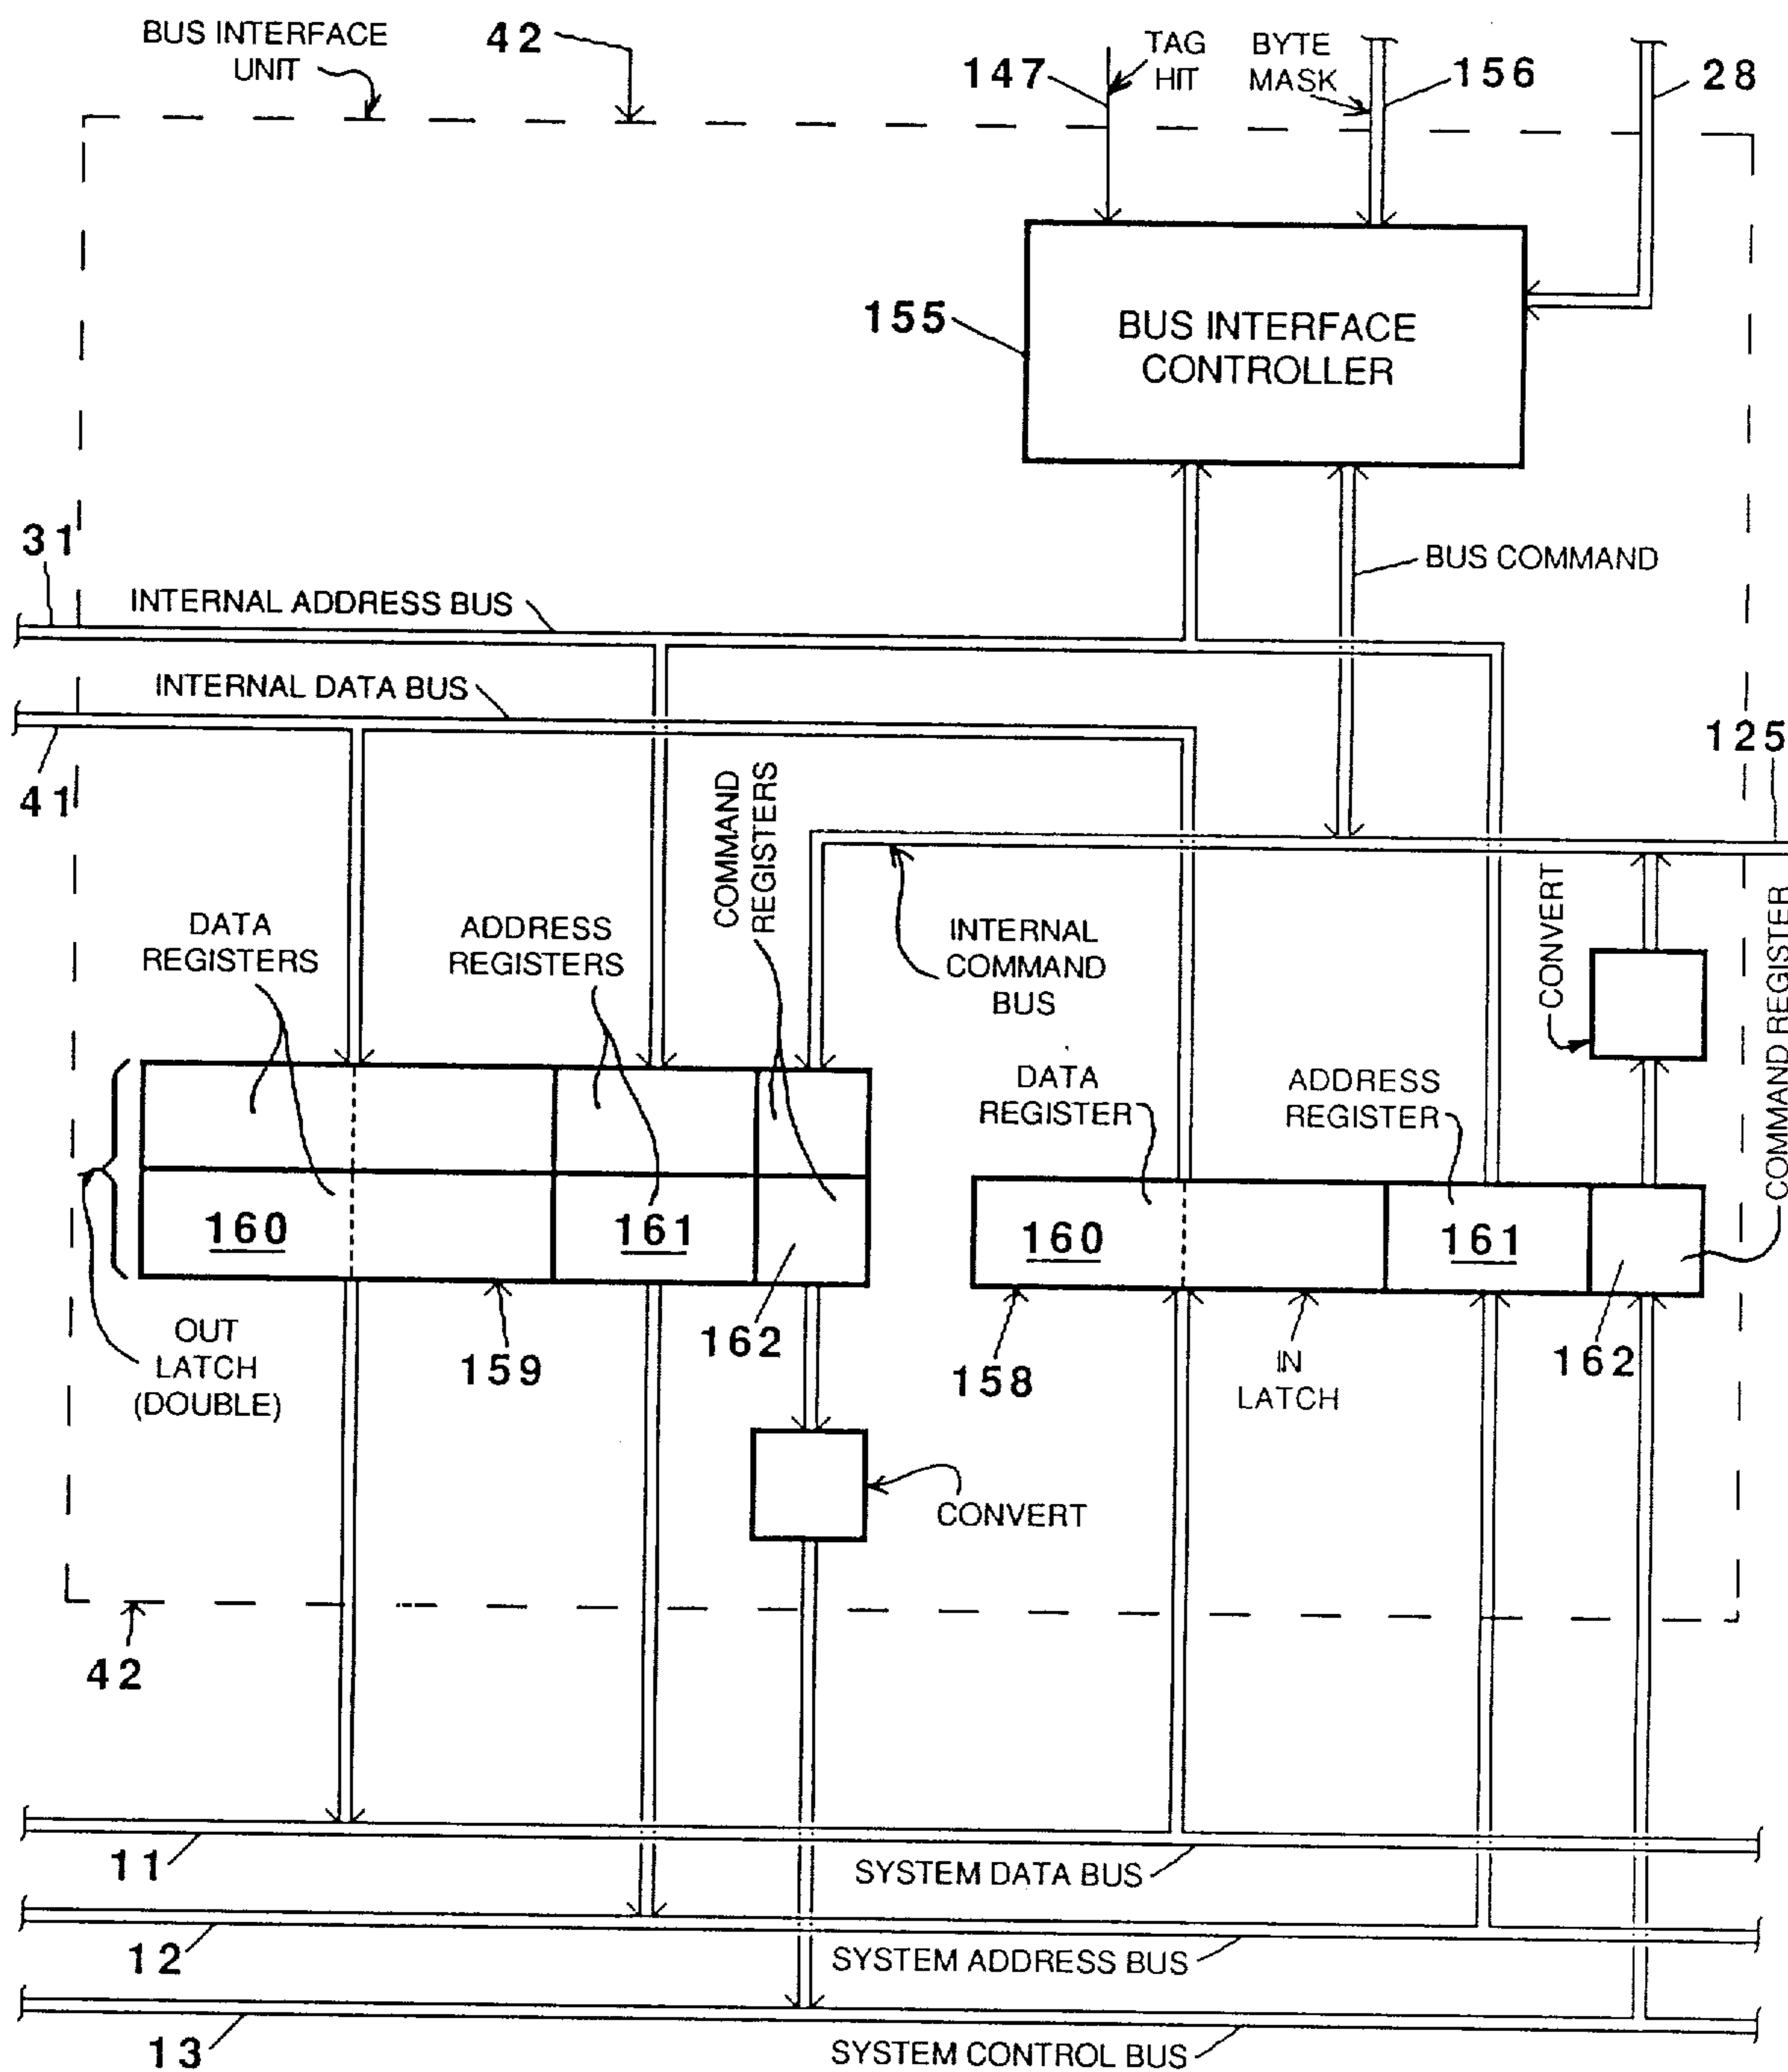 BUS INTERFACE
UNIT
42
147
TAG
HIT
BYTE
MASK
156
28
155
BUS INTERFACE
CONTROLLER
31
BUS COMMAND
INTERNAL ADDRESS BUS
INTERNAL DATA BUS
41
125
COMMAND
REGISTERS
DATA
REGISTERS
ADDRESS
REGISTERS
INTERNAL
COMMAND
BUS
CONVERT
COMMAND REGISTER
DATA
REGISTER
ADDRESS
REGISTER
160
161
160
161
162
162
OUT
LATCH
(DOUBLE)
159
158
IN
LATCH
CONVERT
42
11
SYSTEM DATA BUS
12
SYSTEM ADDRESS BUS
13
SYSTEM CONTROL BUS